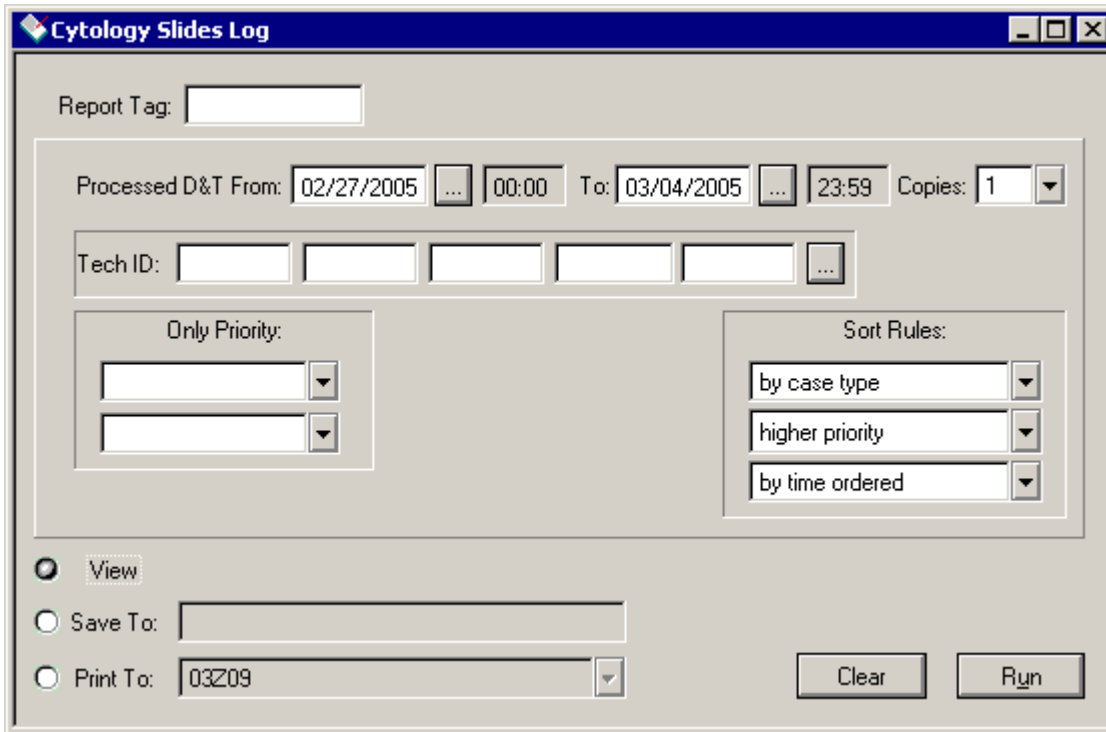 Cytology Slides Log
Report Tag:
Processed D&T From: 02/27/2005 ... 00:00 To: 03/04/2005 ... 23:59 Copies: 1
Tech ID: ...
Only Priority: Sort Rules:
by case type
higher priority
by time ordered
View
Save To:
Print To: 03Z09 Clear Run